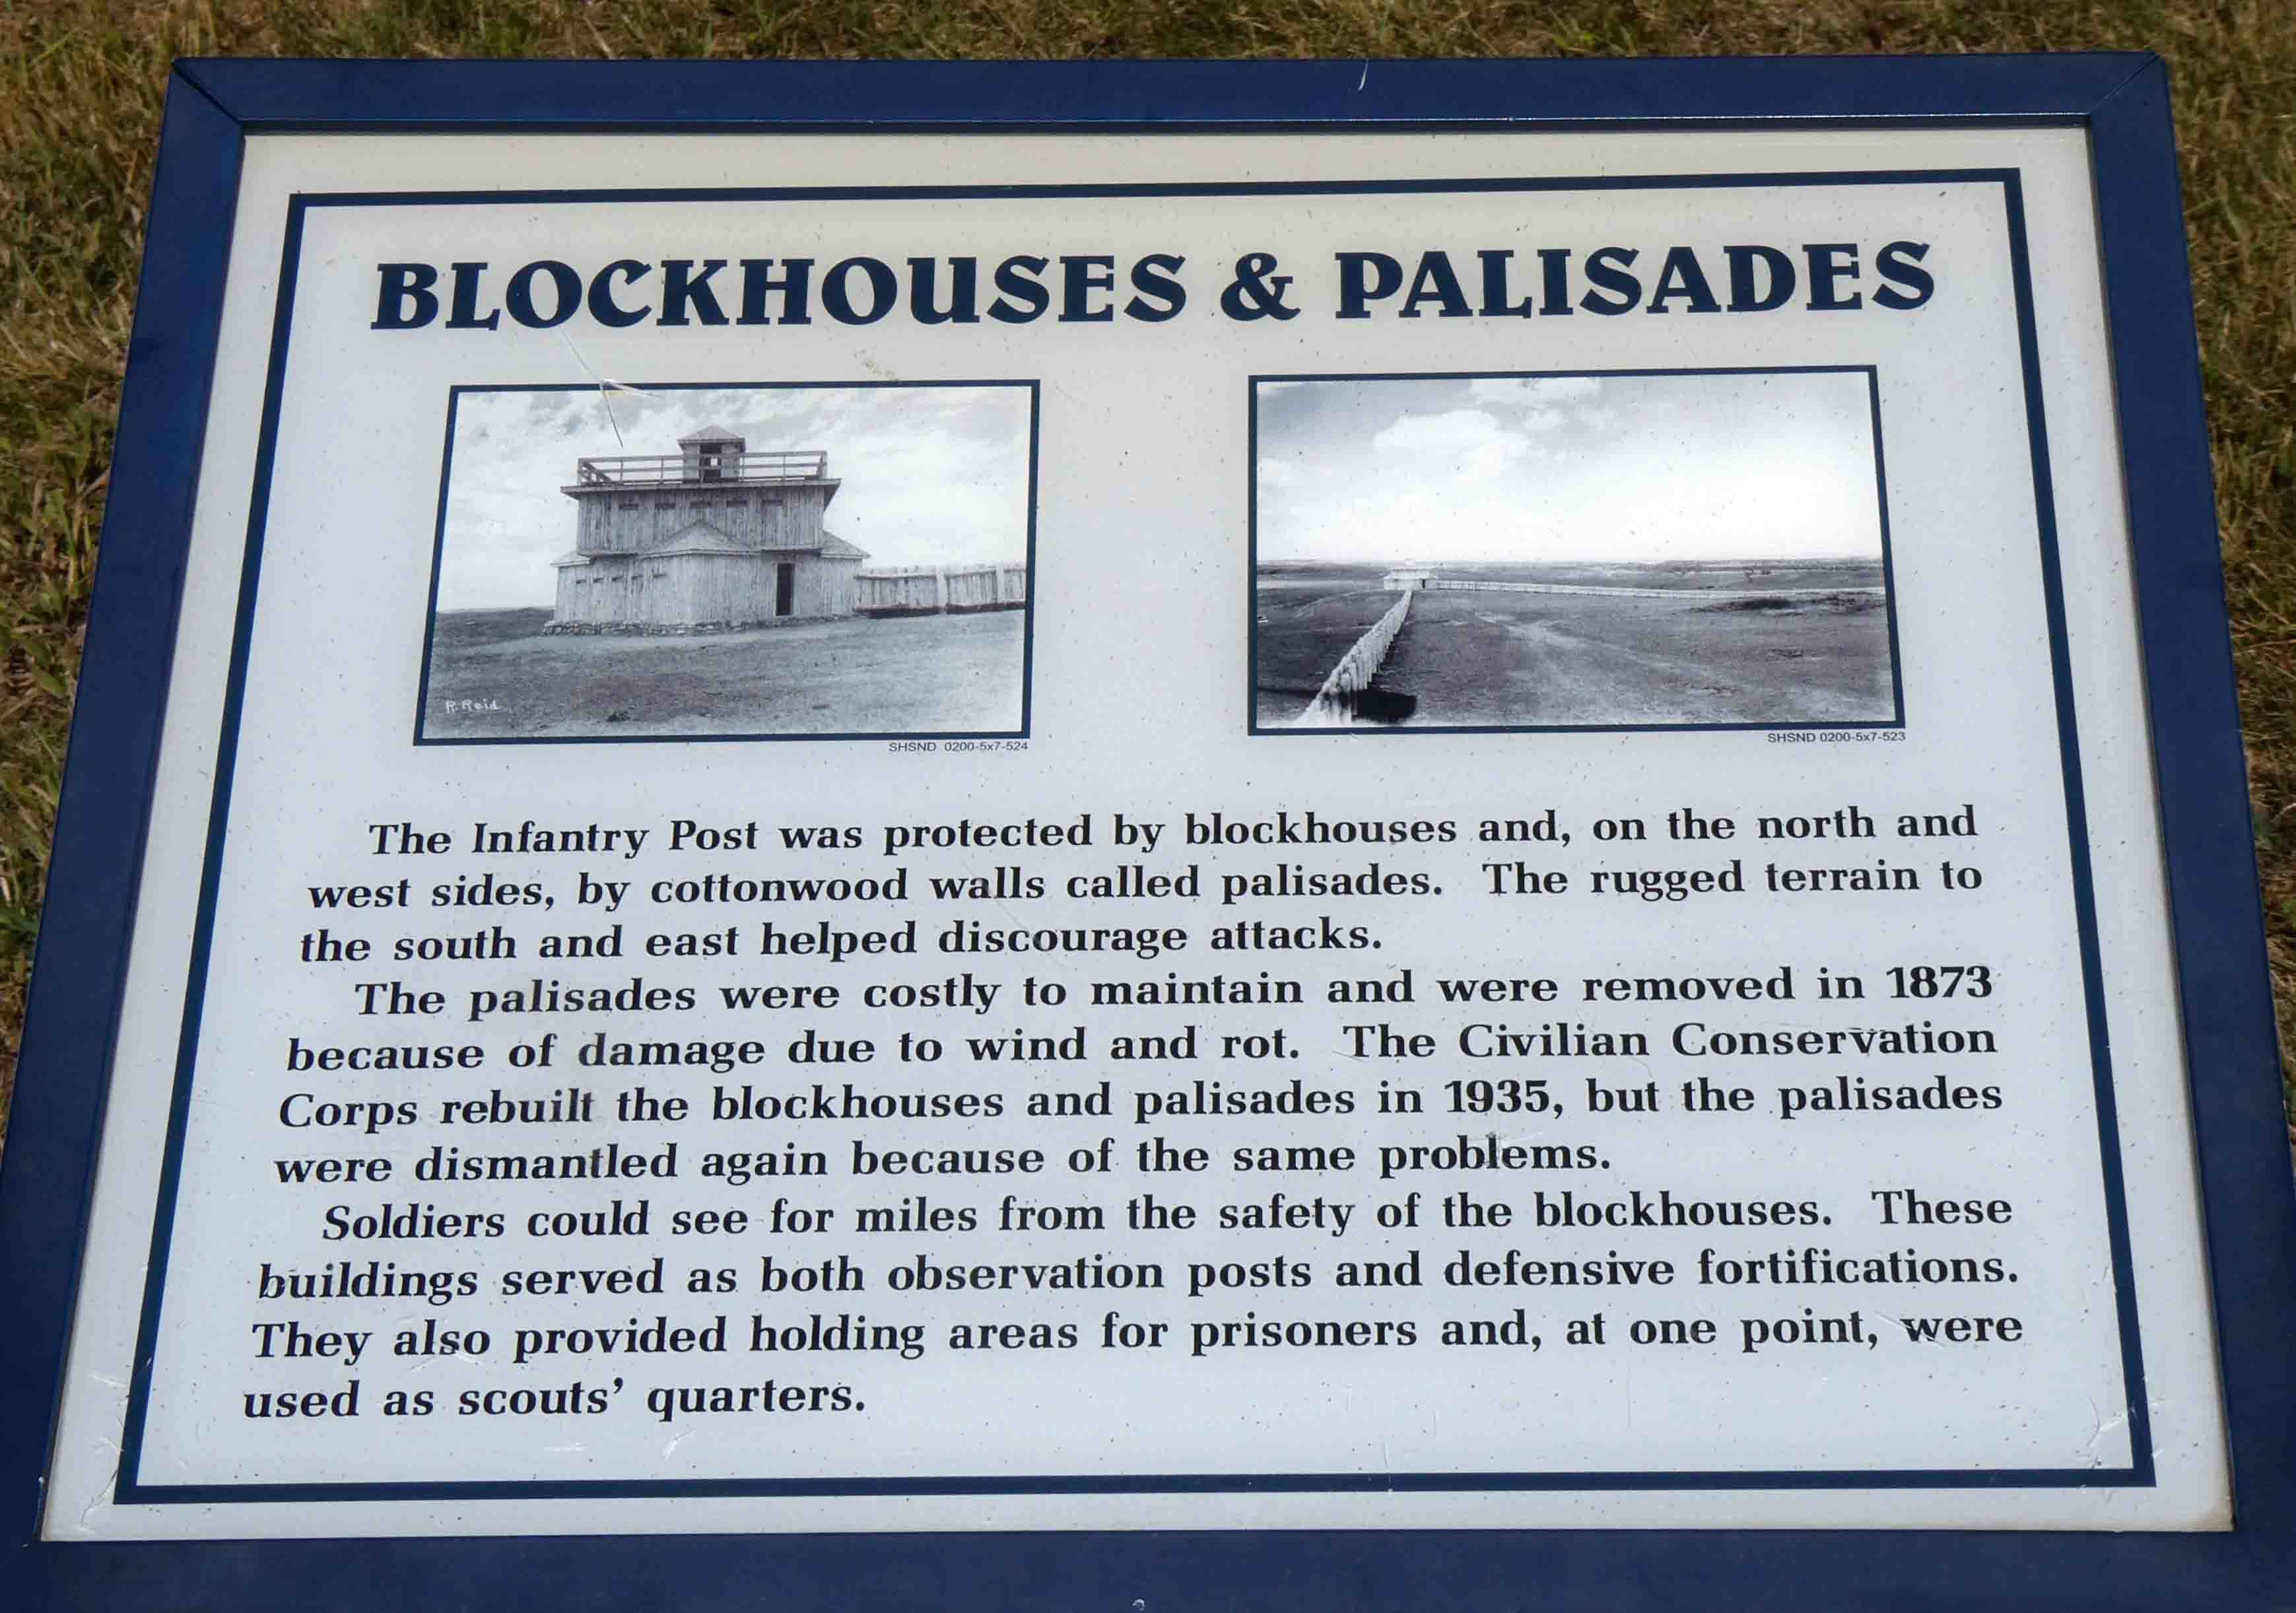 BLOCKHOUSES & PALISADES
R. Reid
SHSND 0200-5x7-524
SHSND 0200-5x7-523
The Infantry Post was protected by blockhouses and, on the north and
west sides, by cottonwood walls called palisades. The rugged terrain to
the south and east helped discourage attacks.
The palisades were costly to maintain and were removed in 1873
because of damage due to wind and rot. The Civilian Conservation
Corps rebuilt the blockhouses and palisades in 1935, but the palisades
were dismantled again because of the same problems.
Soldiers could see for miles from the safety of the blockhouses. These
buildings served as both observation posts and defensive fortifications.
They also provided holding areas for prisoners and, at one point, were
used as scouts’ quarters.